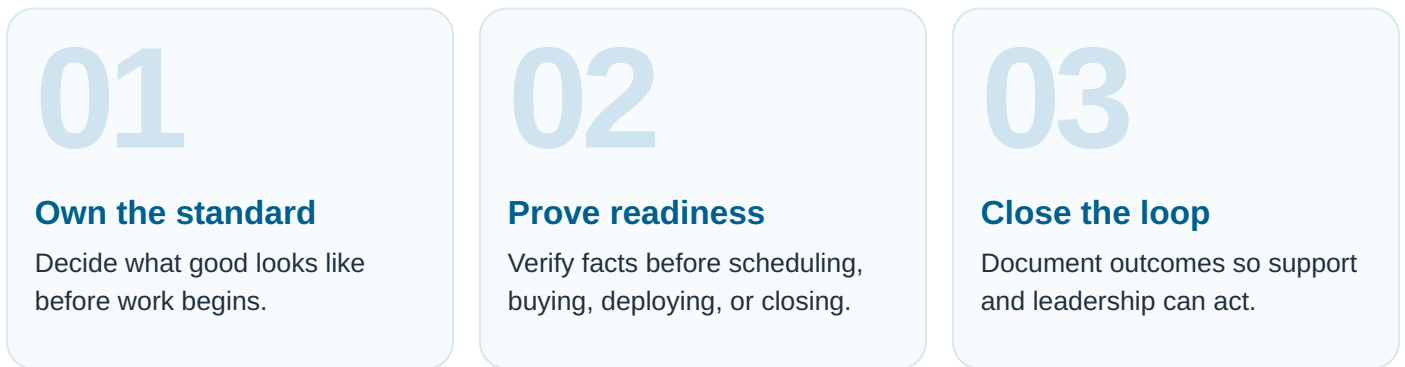 01
Own the standard
Decide what good looks like
before work begins.
02
Prove readiness
Verify facts before scheduling,
buying, deploying, or closing.
03
Close the loop
Document outcomes so support
and leadership can act.